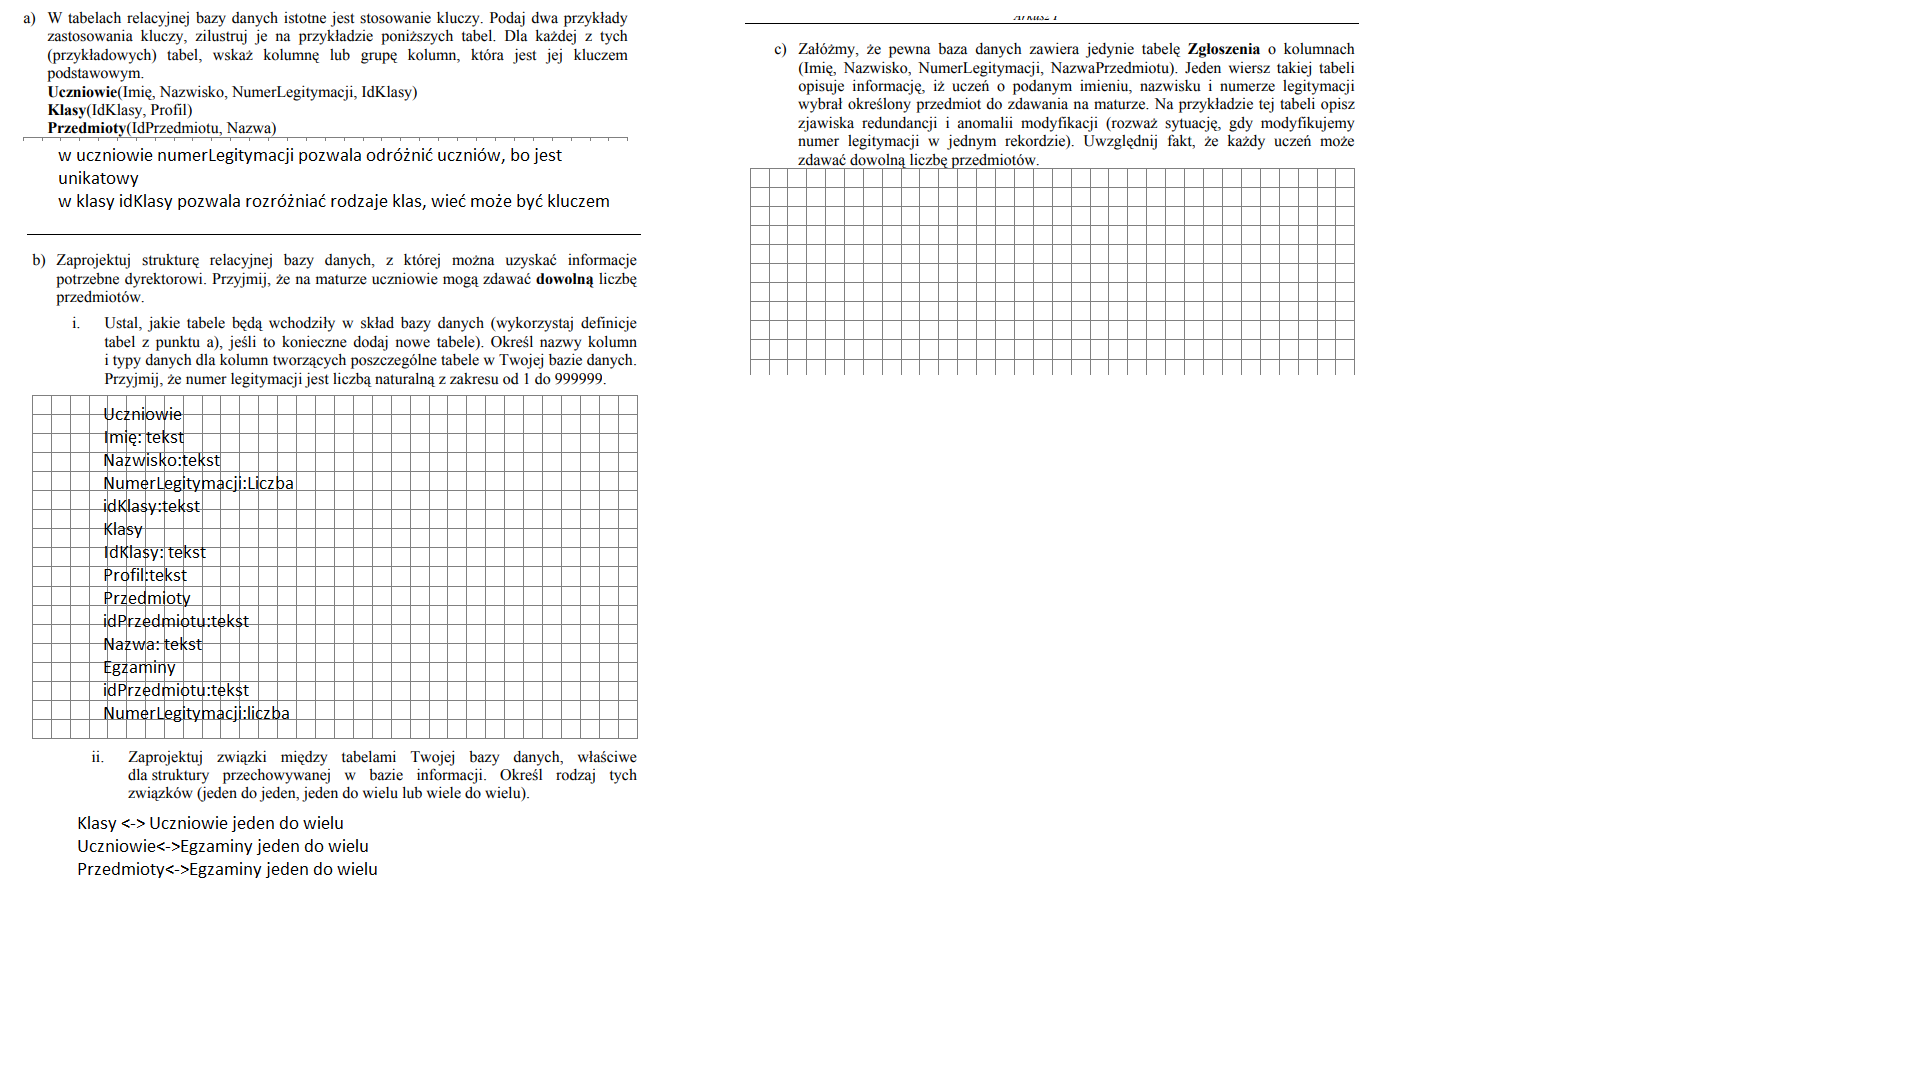 a) W tabelach relacyjnej bazy danych istotne jest stosowanie kluczy. Podaj dwa przykłady
zastosowania kluczy, zilustruj je na przykładzie poniższych tabel. Dla każdej z tych
(przykładowych) tabel, wskaż kolumnę lub grupę kolumn, która jest jej kluczem
podstawowym.
Uczniowie(Imię, Nazwisko, NumerLegitymacji, IdKlasy)
Klasy(IdKlasy, Profil)
Przedmioty(IdPrzedmiotu, Nazwa)
w uczniowie numerLegitymacji pozwala odróżnić uczniów, bo jest
unikatowy
w klasy idKlasy pozwala rozróżniać rodzaje klas, wieć może być kluczem
b) Zaprojektuj strukturę relacyjnej bazy danych, z której można uzyskać informacje
potrzebne dyrektorowi. Przyjmij, że na maturze uczniowie mogą zdawać dowolną liczbę
przedmiotów.
i. Ustal, jakie tabele będą wchodziły w skład bazy danych (wykorzystaj definicje
tabel z punktu a), jeśli to konieczne dodaj nowe tabele). Określ nazwy kolumn
i typy danych dla kolumn tworzących poszczególne tabele w Twojej bazie danych.
Przyjmij, że numer legitymacji jest liczbą naturalną z zakresu od 1 do 999999.
Uczniowie
Imię: tekst
Nazwisko:tekst
NumerLegitymacji:Liczba
idKlasy:tekst
Klasy
IdKlasy: tekst
Profil:tekst
Przedmioty
idPrzedmiotu:tekst
Nazwa: tekst
Egzaminy
idPrzedmiotu:tekst
NumerLegitymacji:liczba
ii. Zaprojektuj związki między tabelami Twojej bazy danych, właściwe
dla struktury przechowywanej w bazie informacji. Określ rodzaj tych
związków (jeden do jeden, jeden do wielu lub wiele do wielu).
Klasy <-> Uczniowie jeden do wielu
Uczniowie<->Egzaminy jeden do wielu
Przedmioty<->Egzaminy jeden do wielu
Arkusz I
c) Załóżmy, że pewna baza danych zawiera jedynie tabelę Zgłoszenia o kolumnach
(Imię, Nazwisko, NumerLegitymacji, NazwaPrzedmiotu). Jeden wiersz takiej tabeli
opisuje informację, iż uczeń o podanym imieniu, nazwisku i numerze legitymacji
wybrał określony przedmiot do zdawania na maturze. Na przykładzie tej tabeli opisz
zjawiska redundancji i anomalii modyfikacji (rozważ sytuację, gdy modyfikujemy
numer legitymacji w jednym rekordzie). Uwzględnij fakt, że każdy uczeń może
zdawać dowolną liczbę przedmiotów.